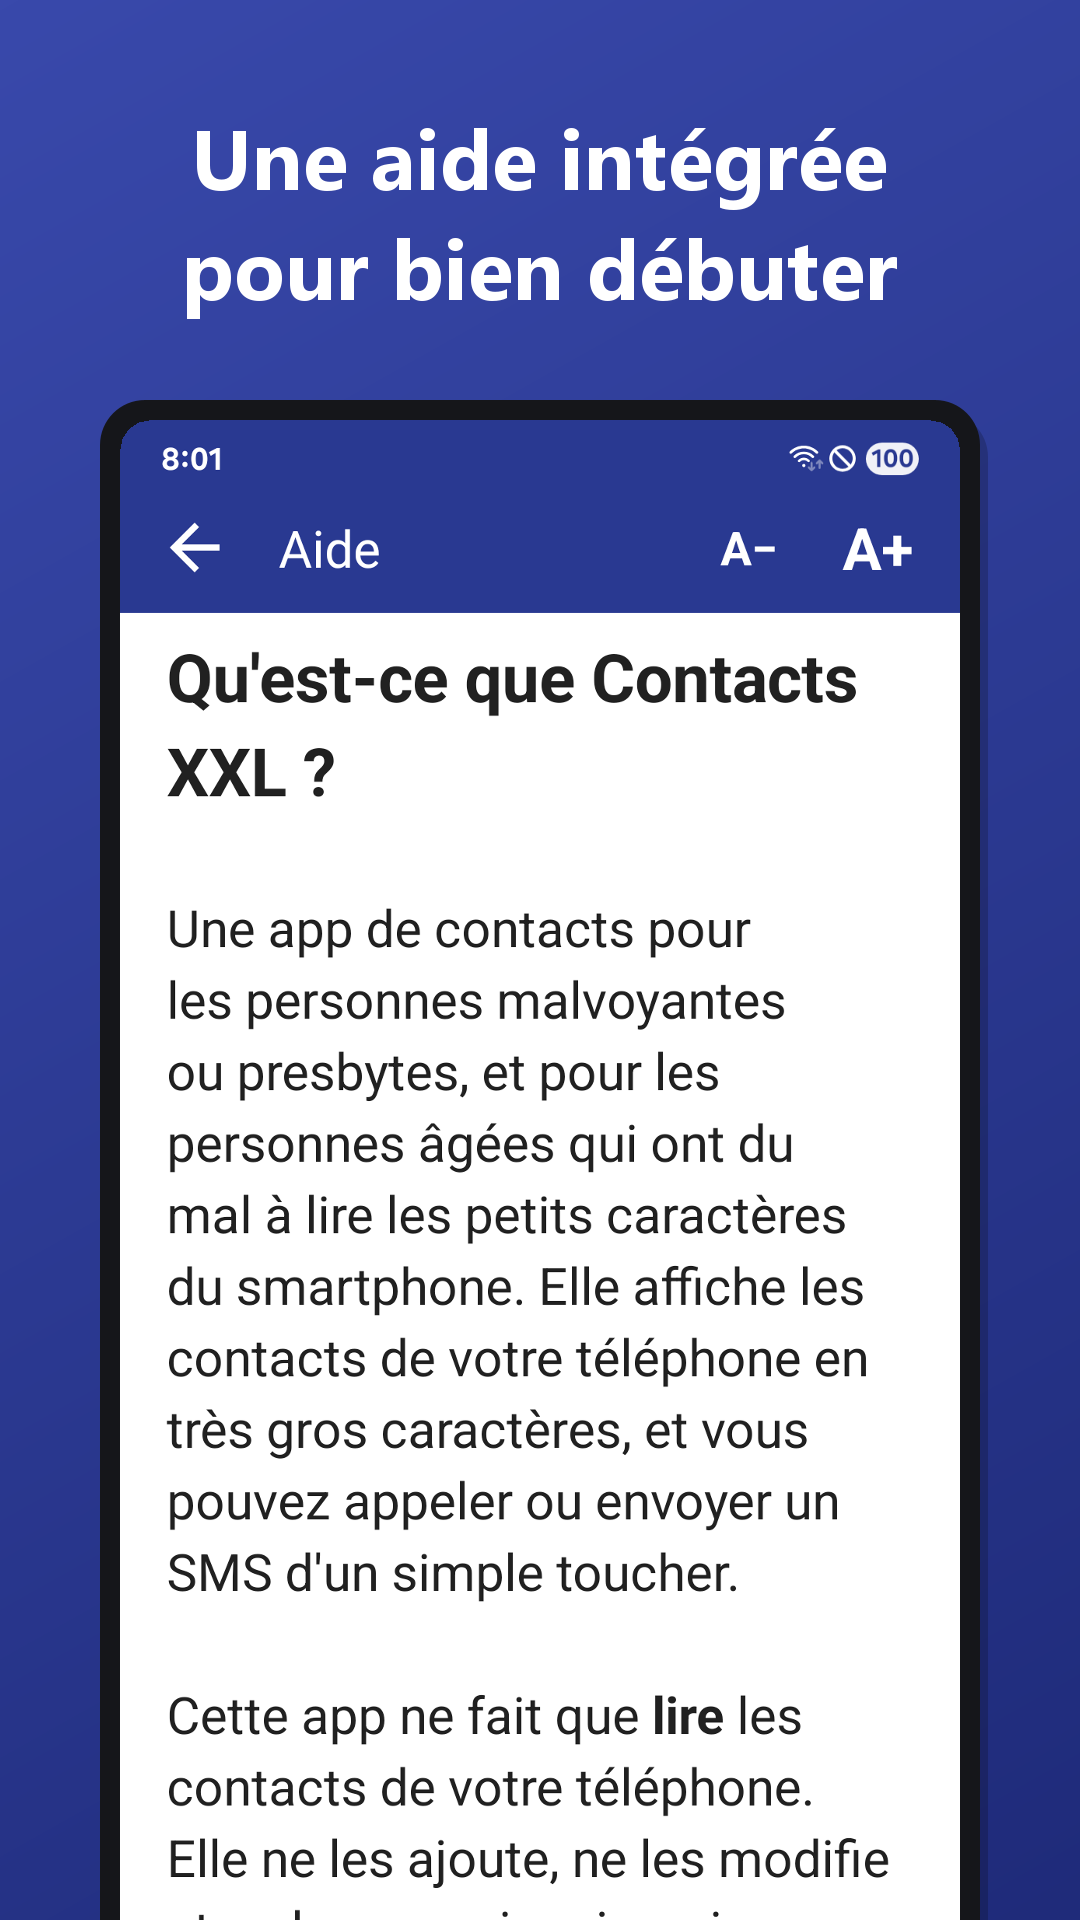 Une aide intégrée
pour bien débuter
8:01
100
Aide
A−
A+
Qu'est-ce que Contacts
XXL ?
Une app de contacts pour
les personnes malvoyantes
ou presbytes, et pour les
personnes âgées qui ont du
mal à lire les petits caractères
du smartphone. Elle affiche les
contacts de votre téléphone en
très gros caractères, et vous
pouvez appeler ou envoyer un
SMS d'un simple toucher.
Cette app ne fait que lire les
contacts de votre téléphone.
Elle ne les ajoute, ne les modifie